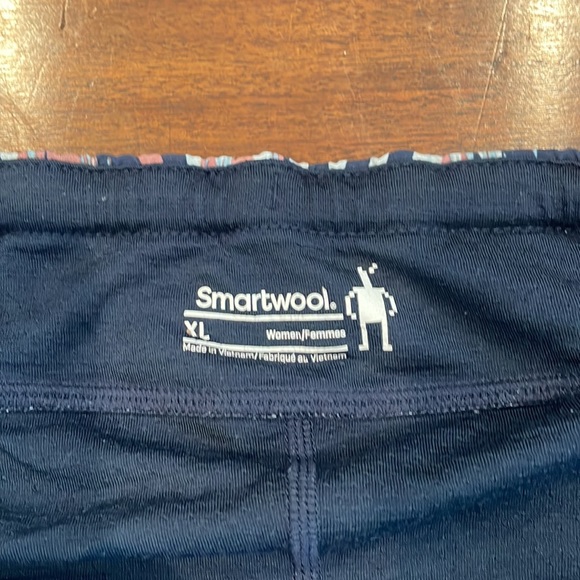 Smartwool®
XL
Women/Femmes
Made in Vietnam/Fabriqué au Vietnam